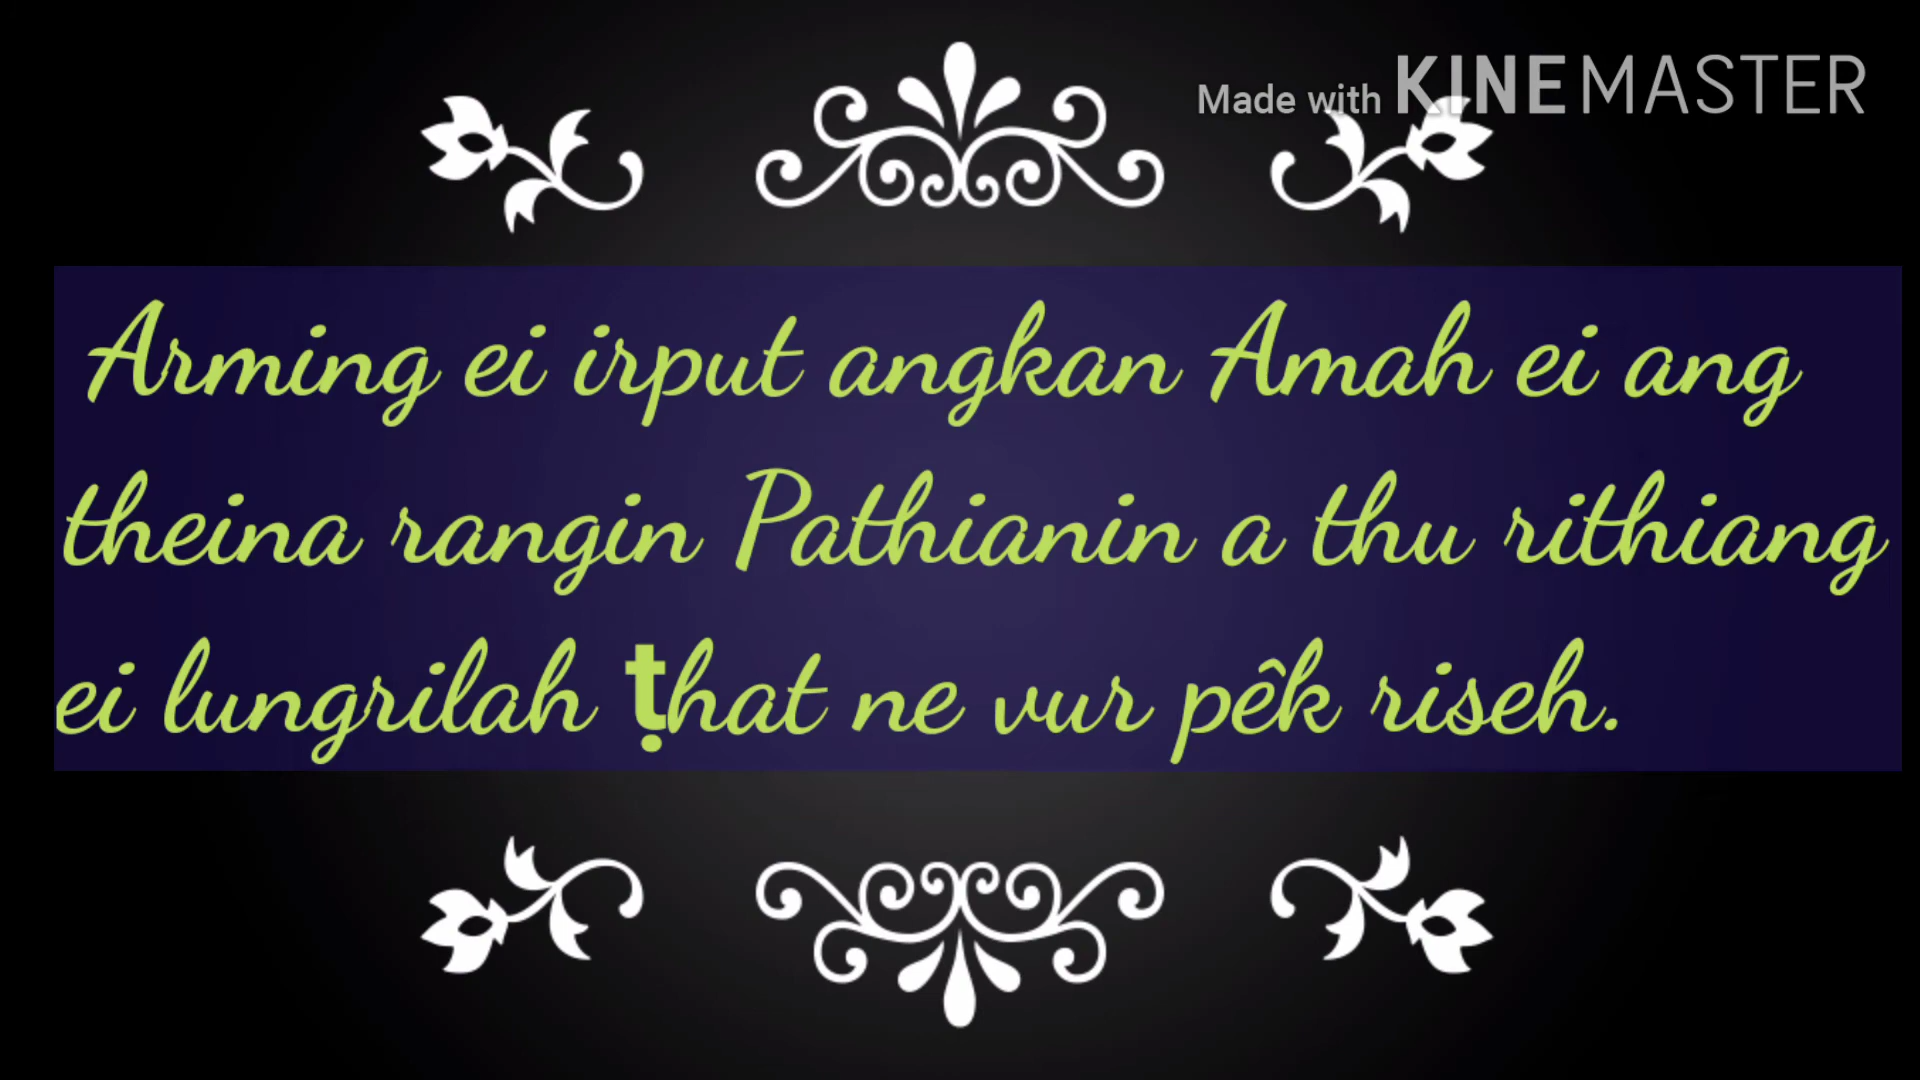 Made with KINEMASTER
Arming ei irput angkan Amah ei ang
theina rangin Pathianin a thu rithiang
ei lungrilah ṭhat ne vur pêk riseh.